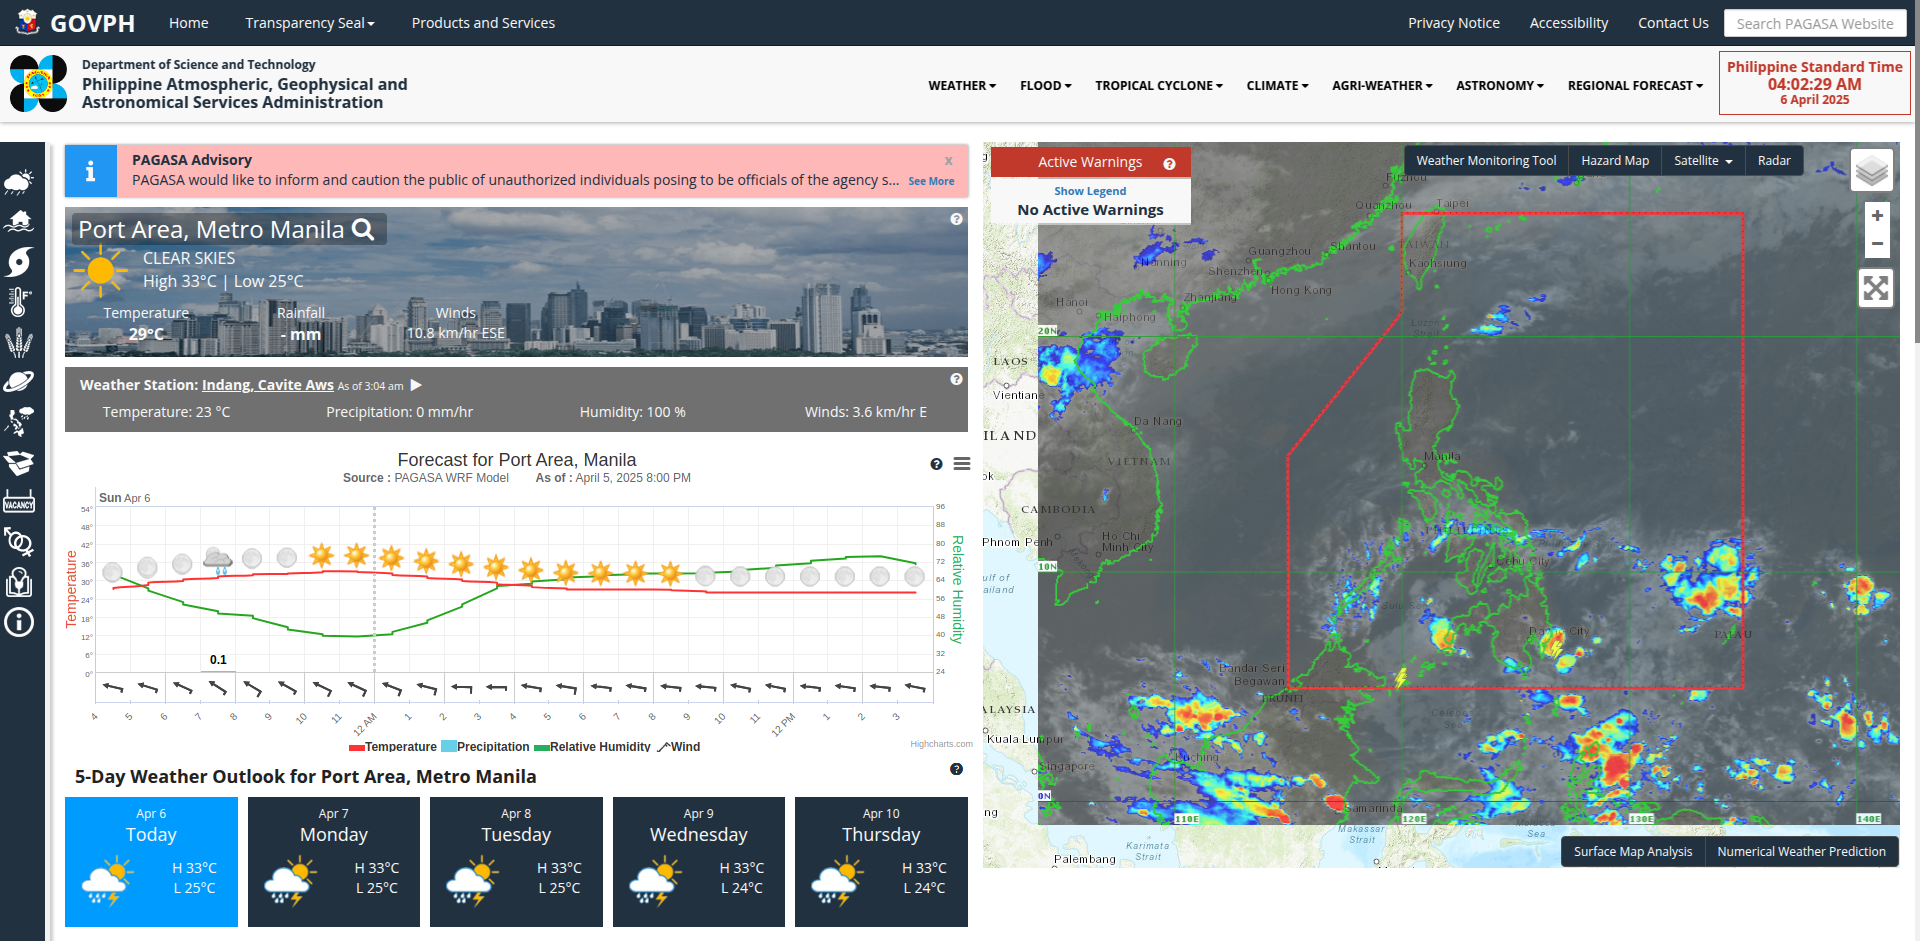 GOVPH
Home
Transparency Seal
Products and Services
Privacy Notice
Accessibility
Contact Us
Search PAGASA Website
Department of Science and Technology
Philippine Atmospheric, Geophysical and
Astronomical Services Administration
WEATHER
FLOOD
TROPICAL CYCLONE
CLIMATE
AGRI-WEATHER
ASTRONOMY
REGIONAL FORECAST
Philippine Standard Time
04:02:29 AM
6 April 2025
VACANCY
PAGASA Advisory
x
PAGASA would like to inform and caution the public of unauthorized individuals posing to be officials of the agency s... See More
Port Area, Metro Manila
CLEAR SKIES
High 33°C | Low 25°C
Temperature
29°C
Rainfall
- mm
Winds
10.8 km/hr ESE
Weather Station: Indang, Cavite Aws As of 3:04 am
Temperature: 23 °C
Precipitation: 0 mm/hr
Humidity: 100 %
Winds: 3.6 km/hr E
Forecast for Port Area, Manila
Source : PAGASA WRF Model As of : April 5, 2025 8:00 PM
Sun Apr 6
Temperature
54°
48°
42°
36°
30°
24°
18°
12°
6°
0°
96
88
80
72
64
56
48
40
32
24
Relative Humidity
0.1
4 5 6 7 8 9 10 11 12 AM 1 2 3 4 5 6 7 8 9 10 11 12 PM 1 2 3
Temperature Precipitation Relative Humidity Wind
Highcharts.com
5-Day Weather Outlook for Port Area, Metro Manila
Apr 6
Today
H 33°C
L 25°C
Apr 7
Monday
H 33°C
L 25°C
Apr 8
Tuesday
H 33°C
L 25°C
Apr 9
Wednesday
H 33°C
L 24°C
Apr 10
Thursday
H 33°C
L 24°C
Active Warnings
Show Legend
No Active Warnings
Weather Monitoring Tool
Hazard Map
Satellite
Radar
+
−
Fuzhou
Quanzhou
Taipei
TAIWAN
Kaohsiung
Guangzhou
Shantou
Shenzhen
Hong Kong
Nanning
Zhanjiang
Hanoi
Haiphong
20N
Luzon
Strait
LAOS
Vientiane
Da Nang
ILAND
VIETNAM
Manila
ok
CAMBODIA
Phnom Penh
Ho Chi
Minh City
PHILIPPINES
Cebu City
10N
ulf of
ailand
Davao City
PALAU
Bandar Seri
Begawan
BRUNEI
ALAYSIA
Kuala Lumpur
Kuching
Singapore
0N
Samarinda
ng
110E
120E
130E
140E
Makassar
Strait
Karimata
Strait
Palembang
Sea
Surface Map Analysis
Numerical Weather Prediction